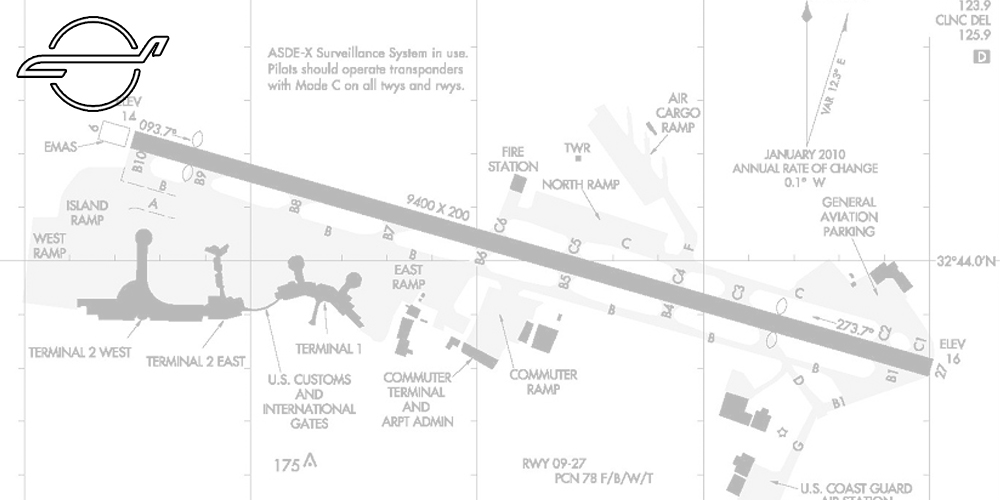 123.9
CLNC DEL
125.9
D
ASDE-X Surveillance System in use.
Pilots should operate transponders
with Mode C on all twys and rwys.
VAR 12.3° E
JANUARY 2010
ANNUAL RATE OF CHANGE
0.1° W
ELEV
14
9
093.7°
EMAS
B10
B9
B
A
ISLAND
RAMP
WEST
RAMP
B8
B
B7
B
9400 X 200
FIRE
STATION
TWR
AIR
CARGO
RAMP
NORTH RAMP
C6
C5
C
F
C4
C3
C
GENERAL
AVIATION
PARKING
32°44.0'N
B6
B5
B
B4
B
B
273.7°
C2
C1
B1
ELEV
16
27
EAST
RAMP
TERMINAL 2 WEST
TERMINAL 2 EAST
TERMINAL 1
U.S. CUSTOMS
AND
INTERNATIONAL
GATES
COMMUTER
TERMINAL
AND
ARPT ADMIN
COMMUTER
RAMP
D
B1
G
175
RWY 09-27
PCN 78 F/B/W/T
U.S. COAST GUARD
AIR STATION